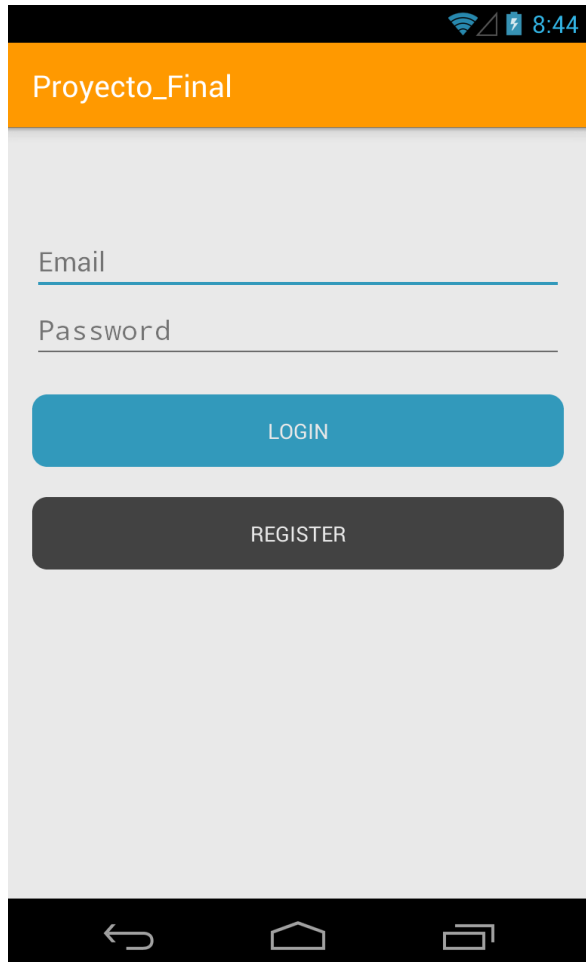 8:44
Proyecto_Final
Email
Password
LOGIN
REGISTER